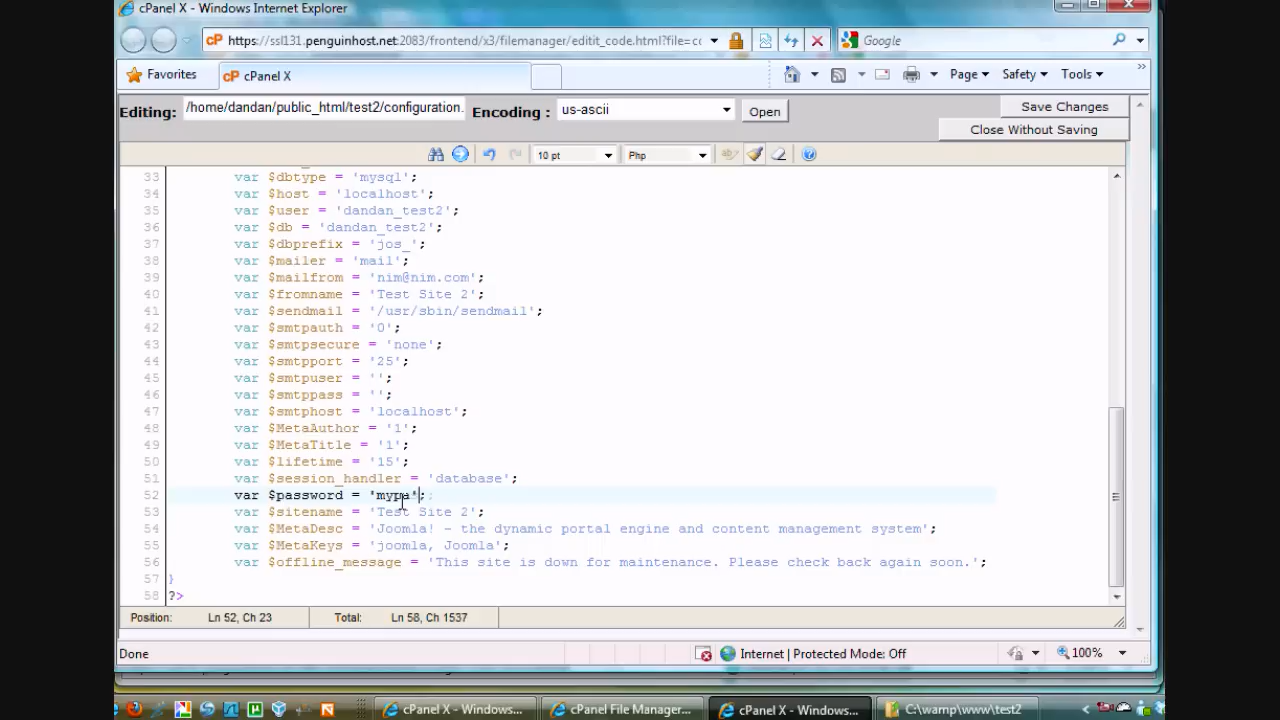 cPanel X - Windows Internet Explorer
https://ssl131.penguinhost.net:2083/frontend/x3/filemanager/editit_code.html?file=cc
Google
Favorites
cPanel X
Page
Safety
Tools
Editing:
/home/dandan/public_html/test2/configuration.
Encoding :
us-ascii
Open
Save Changes
Close Without Saving
10 pt
Php
33 var $dbtype = 'mysql';
34 var $host = 'localhost';
35 var $user = 'dandan_test2';
36 var $db = 'dandan_test2';
37 var $dbprefix = 'jos_';
38 var $mailer = 'mail';
39 var $mailfrom = 'nim@nim.com';
40 var $fromname = 'Test Site 2';
41 var $sendmail = '/usr/sbin/sendmail';
42 var $smtpauth = '0';
43 var $smtpsecure = 'none';
44 var $smtpport = '25';
45 var $smtpuser = '';
46 var $smtppass = '';
47 var $smtphost = 'localhost';
48 var $MetaAuthor = '1';
49 var $MetaTitle = '1';
50 var $lifetime = '15';
51 var $session_handler = 'database';
52 var $password = 'mypa';
53 var $sitename = 'Test Site 2';
54 var $MetaDesc = 'Joomla! - the dynamic portal engine and content management system';
55 var $MetaKeys = 'joomla, Joomla';
56 var $offline_message = 'This site is down for maintenance. Please check back again soon.';
57 }
58 ?>
Position: Ln 52, Ch 23 Total: Ln 58, Ch 1537
Done
Internet | Protected Mode: Off
100%
cPanel X - Windows...
cPanel File Manager...
cPanel X - Windows...
C:\wamp\www\test2